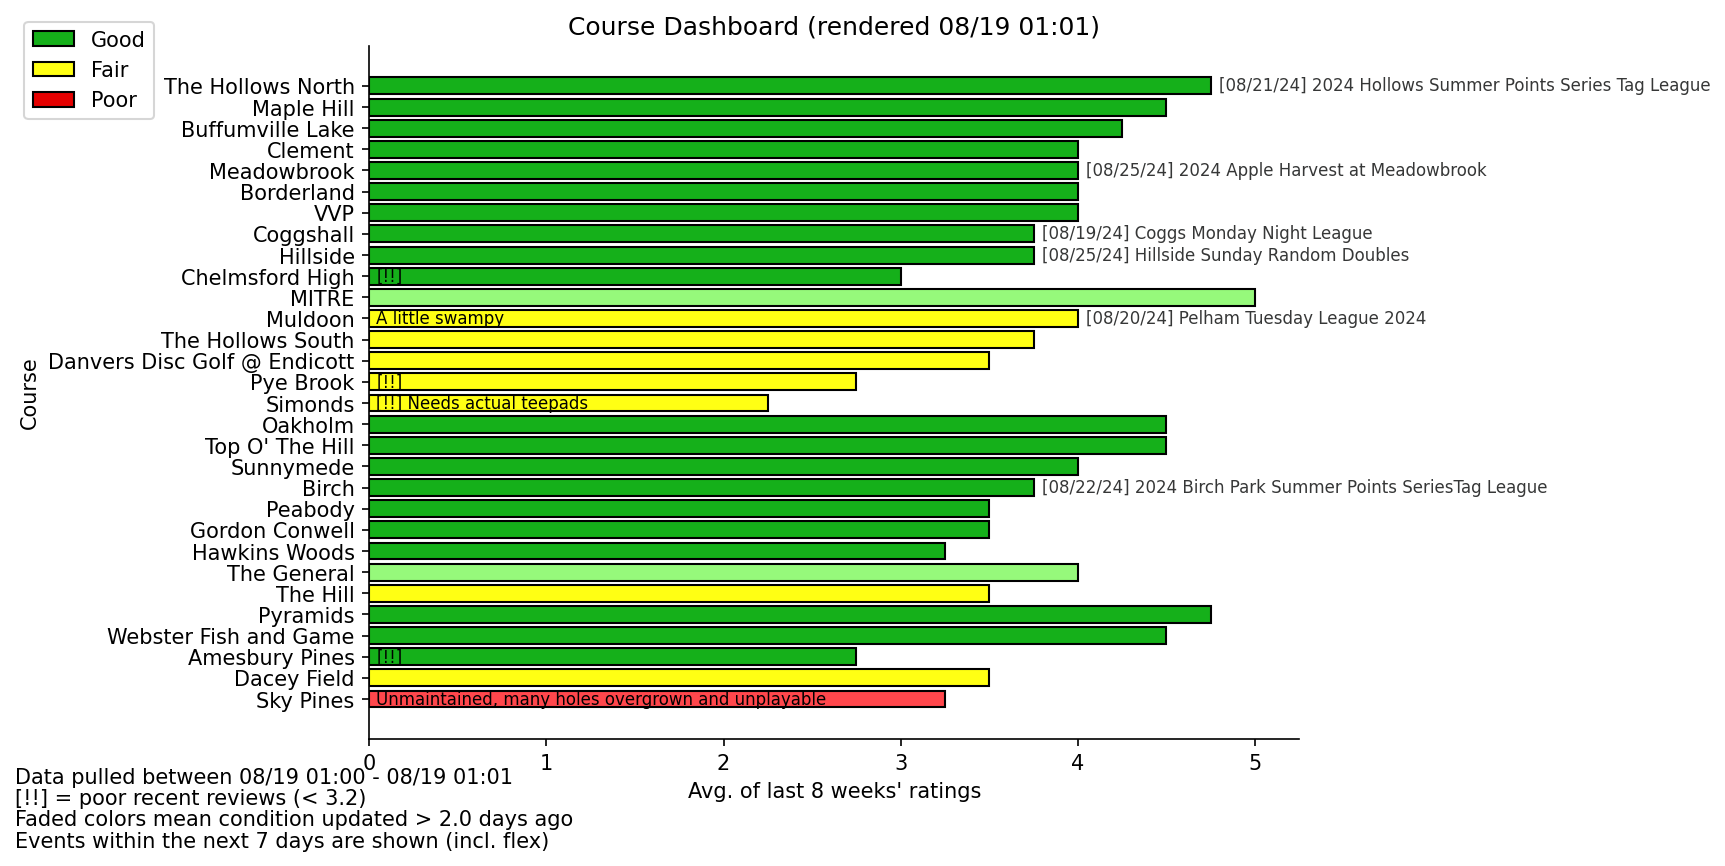 Course Dashboard (rendered 08/19 01:01)
Good
Fair
Poor
The Hollows North [08/21/24] 2024 Hollows Summer Points Series Tag League
Maple Hill
Buffumville Lake
Clement
Meadowbrook [08/25/24] 2024 Apple Harvest at Meadowbrook
Borderland
VVP
Coggshall [08/19/24] Coggs Monday Night League
Hillside [08/25/24] Hillside Sunday Random Doubles
Chelmsford High [!!]
MITRE
Muldoon A little swampy [08/20/24] Pelham Tuesday League 2024
The Hollows South
Danvers Disc Golf @ Endicott
Pye Brook [!!]
Simonds [!!] Needs actual teepads
Oakholm
Top O' The Hill
Sunnymede
Birch [08/22/24] 2024 Birch Park Summer Points SeriesTag League
Peabody
Gordon Conwell
Hawkins Woods
The General
The Hill
Pyramids
Webster Fish and Game
Amesbury Pines [!!]
Dacey Field
Sky Pines Unmaintained, many holes overgrown and unplayable
Course
0 1 2 3 4 5
Avg. of last 8 weeks' ratings
Data pulled between 08/19 01:00 - 08/19 01:01
[!!] = poor recent reviews (< 3.2)
Faded colors mean condition updated > 2.0 days ago
Events within the next 7 days are shown (incl. flex)